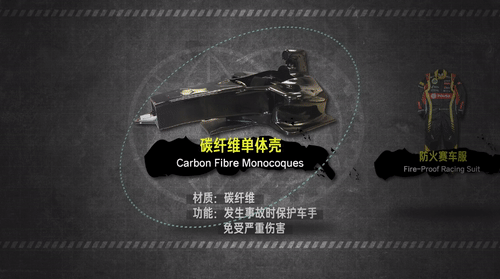 碳纤维单体壳
Carbon Fibre Monocoques
材质：碳纤维
功能：发生事故时保护车手
免受严重伤害
防火赛车服
Fire-Proof Racing Suit